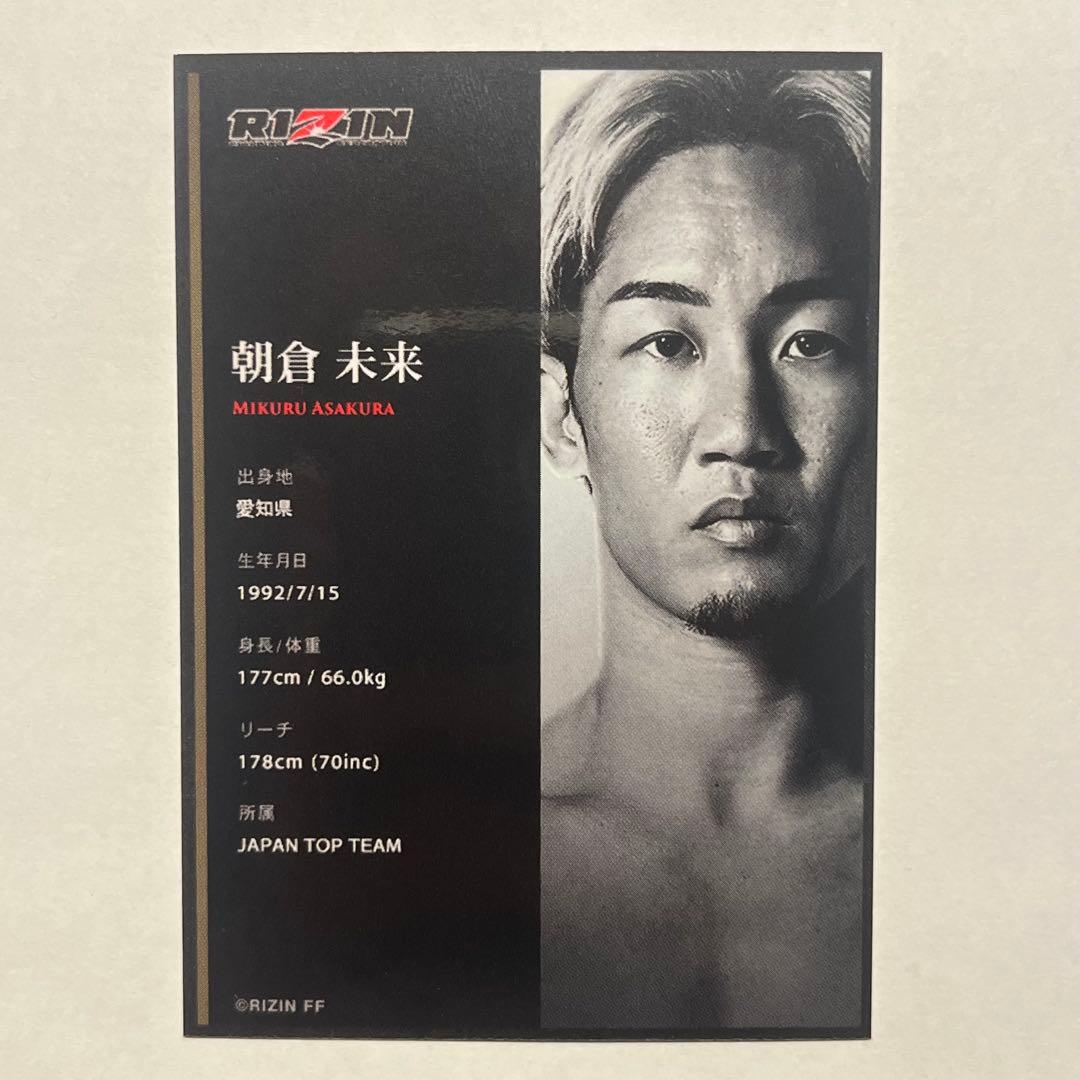 RIZIN
朝倉 未来
MIKURU ASAKURA
出身地
愛知県
生年月日
1992/7/15
身長/体重
177cm / 66.0kg
リーチ
178cm (70inc)
所属
JAPAN TOP TEAM
©RIZIN FF